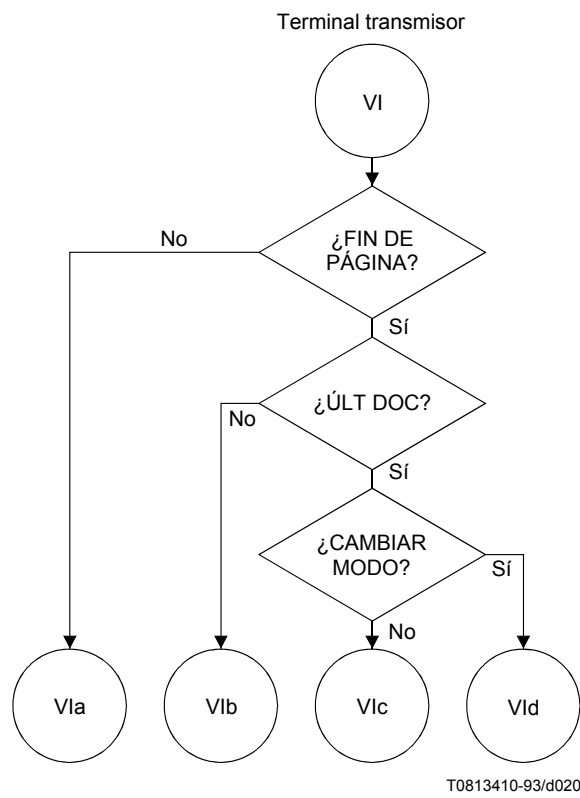 Terminal transmisor
VI
¿FIN DE
PÁGINA?
No
Sí
¿ÚLT DOC?
No
Sí
¿CAMBIAR
MODO?
Sí
No
VIa
VIb
VIc
VId
T0813410-93/d020